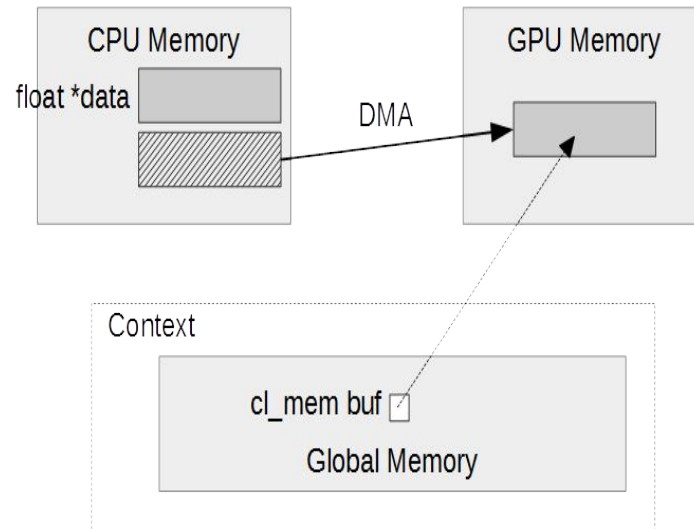 CPU Memory
GPU Memory
float *data
DMA
Context
cl_mem buf
Global Memory